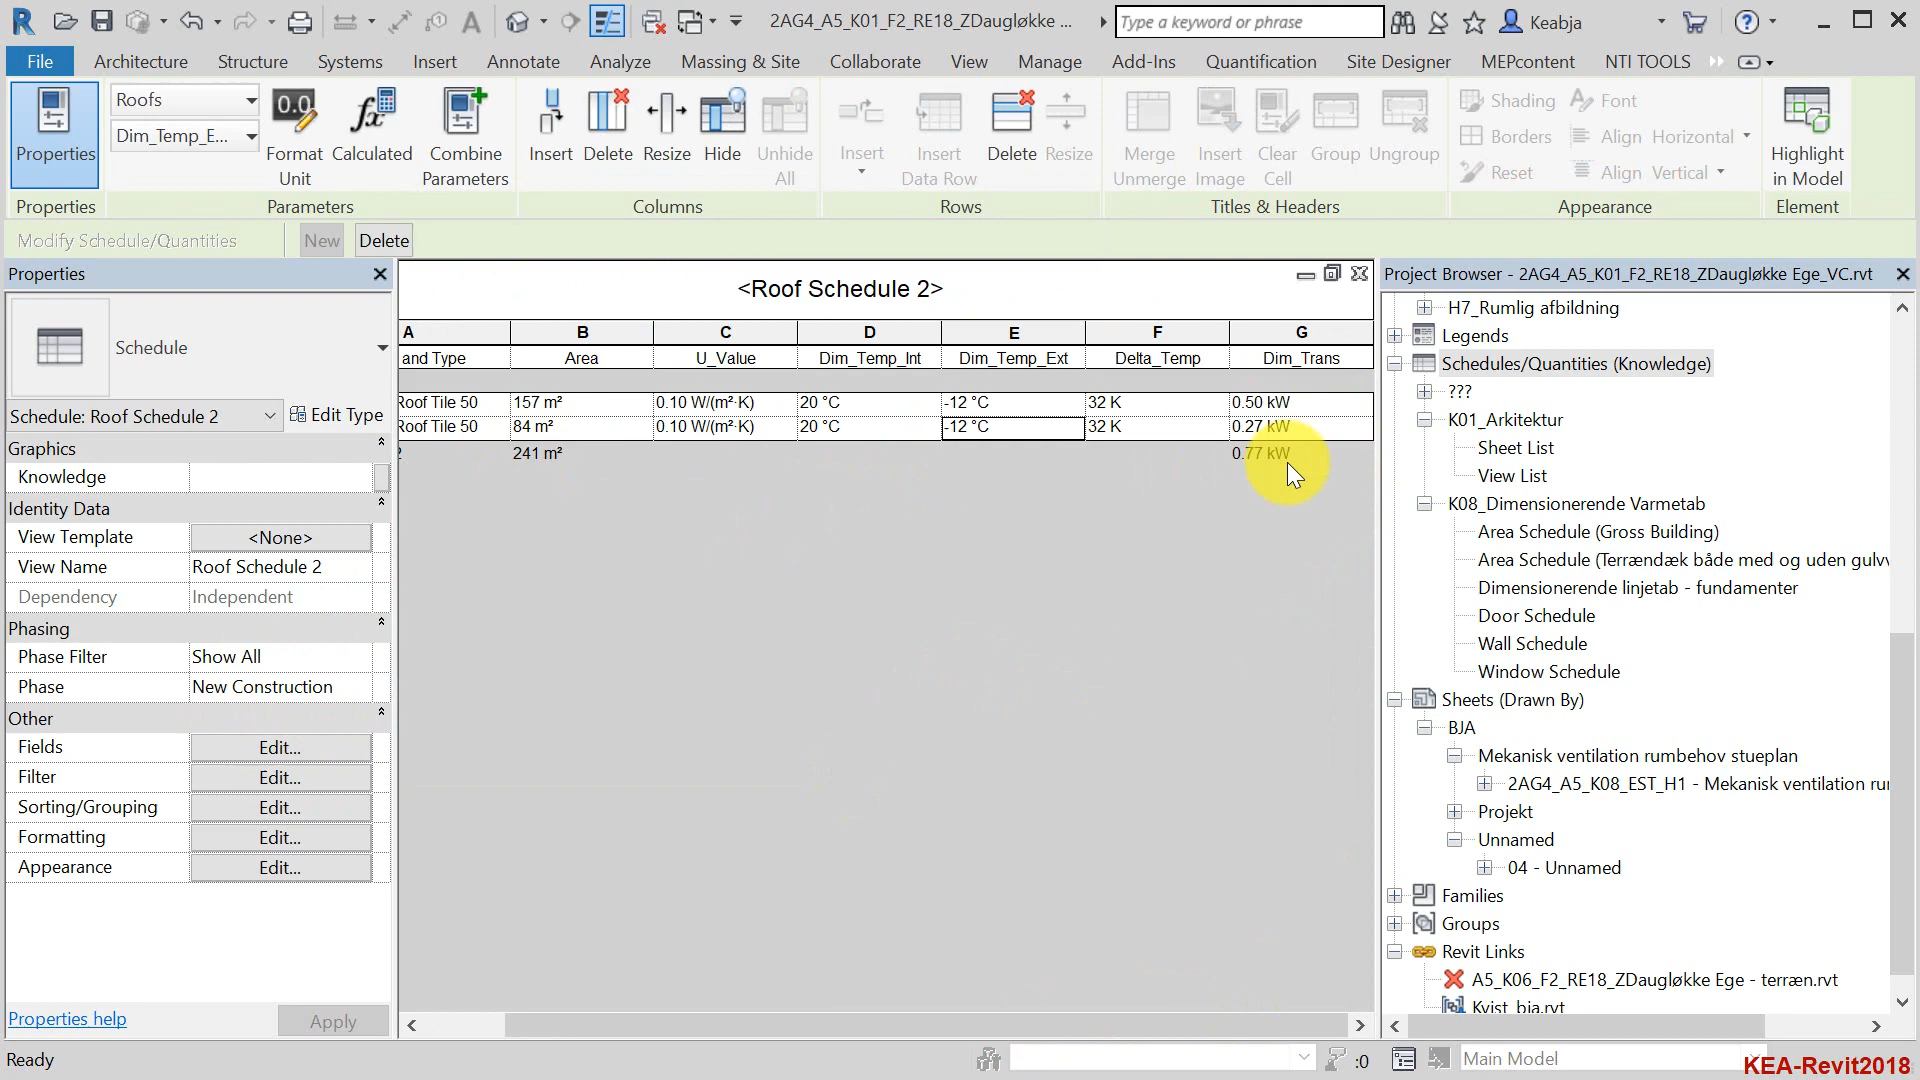 2AG4_A5_K01_F2_RE18_ZDaugløkke ...
Type a keyword or phrase
Keabja
File Architecture Structure Systems Insert Annotate Analyze Massing & Site Collaborate View Manage Add-Ins Quantification Site Designer MEPcontent NTI TOOLS
Properties
Roofs
Dim_Temp_E...
Format Unit
Calculated
Combine Parameters
Insert
Delete
Resize
Hide
Unhide All
Insert
Insert Data Row
Delete
Resize
Merge Unmerge
Insert Image
Clear Cell
Group
Ungroup
Shading
Borders
Reset
Font
Align Horizontal
Align Vertical
Highlight in Model
Properties Parameters Columns Rows Titles & Headers Appearance Element
Modify Schedule/Quantities New Delete
Properties
Schedule
Schedule: Roof Schedule 2 Edit Type
Graphics
Knowledge
Identity Data
View Template <None>
View Name Roof Schedule 2
Dependency Independent
Phasing
Phase Filter Show All
Phase New Construction
Other
Fields Edit...
Filter Edit...
Sorting/Grouping Edit...
Formatting Edit...
Appearance Edit...
Properties help Apply
<Roof Schedule 2>
A B C D E F G
and Type Area U_Value Dim_Temp_Int Dim_Temp_Ext Delta_Temp Dim_Trans
Roof Tile 50 157 m² 0.10 W/(m²·K) 20 °C -12 °C 32 K 0.50 kW
Roof Tile 50 84 m² 0.10 W/(m²·K) 20 °C -12 °C 32 K 0.27 kW
241 m² 0.77 kW
Project Browser - 2AG4_A5_K01_F2_RE18_ZDaugløkke Ege_VC.rvt
H7_Rumlig afbildning
Legends
Schedules/Quantities (Knowledge)
???
K01_Arkitektur
Sheet List
View List
K08_Dimensionerende Varmetab
Area Schedule (Gross Building)
Area Schedule (Terrændæk både med og uden gulvv
Dimensionerende linjetab - fundamenter
Door Schedule
Wall Schedule
Window Schedule
Sheets (Drawn By)
BJA
Mekanisk ventilation rumbehov stueplan
2AG4_A5_K08_EST_H1 - Mekanisk ventilation ru
Projekt
Unnamed
04 - Unnamed
Families
Groups
Revit Links
A5_K06_F2_RE18_ZDaugløkke Ege - terræn.rvt
Kvist_bja.rvt
Ready
:0
Main Model
KEA-Revit2018